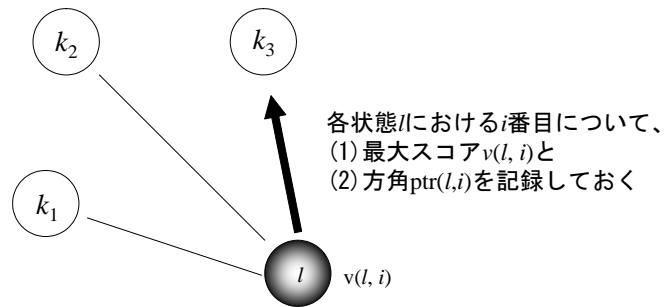 k2
k3
各状態lにおけるi番目について、
(1)最大スコアv(l, i)と
(2)方角ptr(l,i)を記録しておく
k1
l
v(l, i)